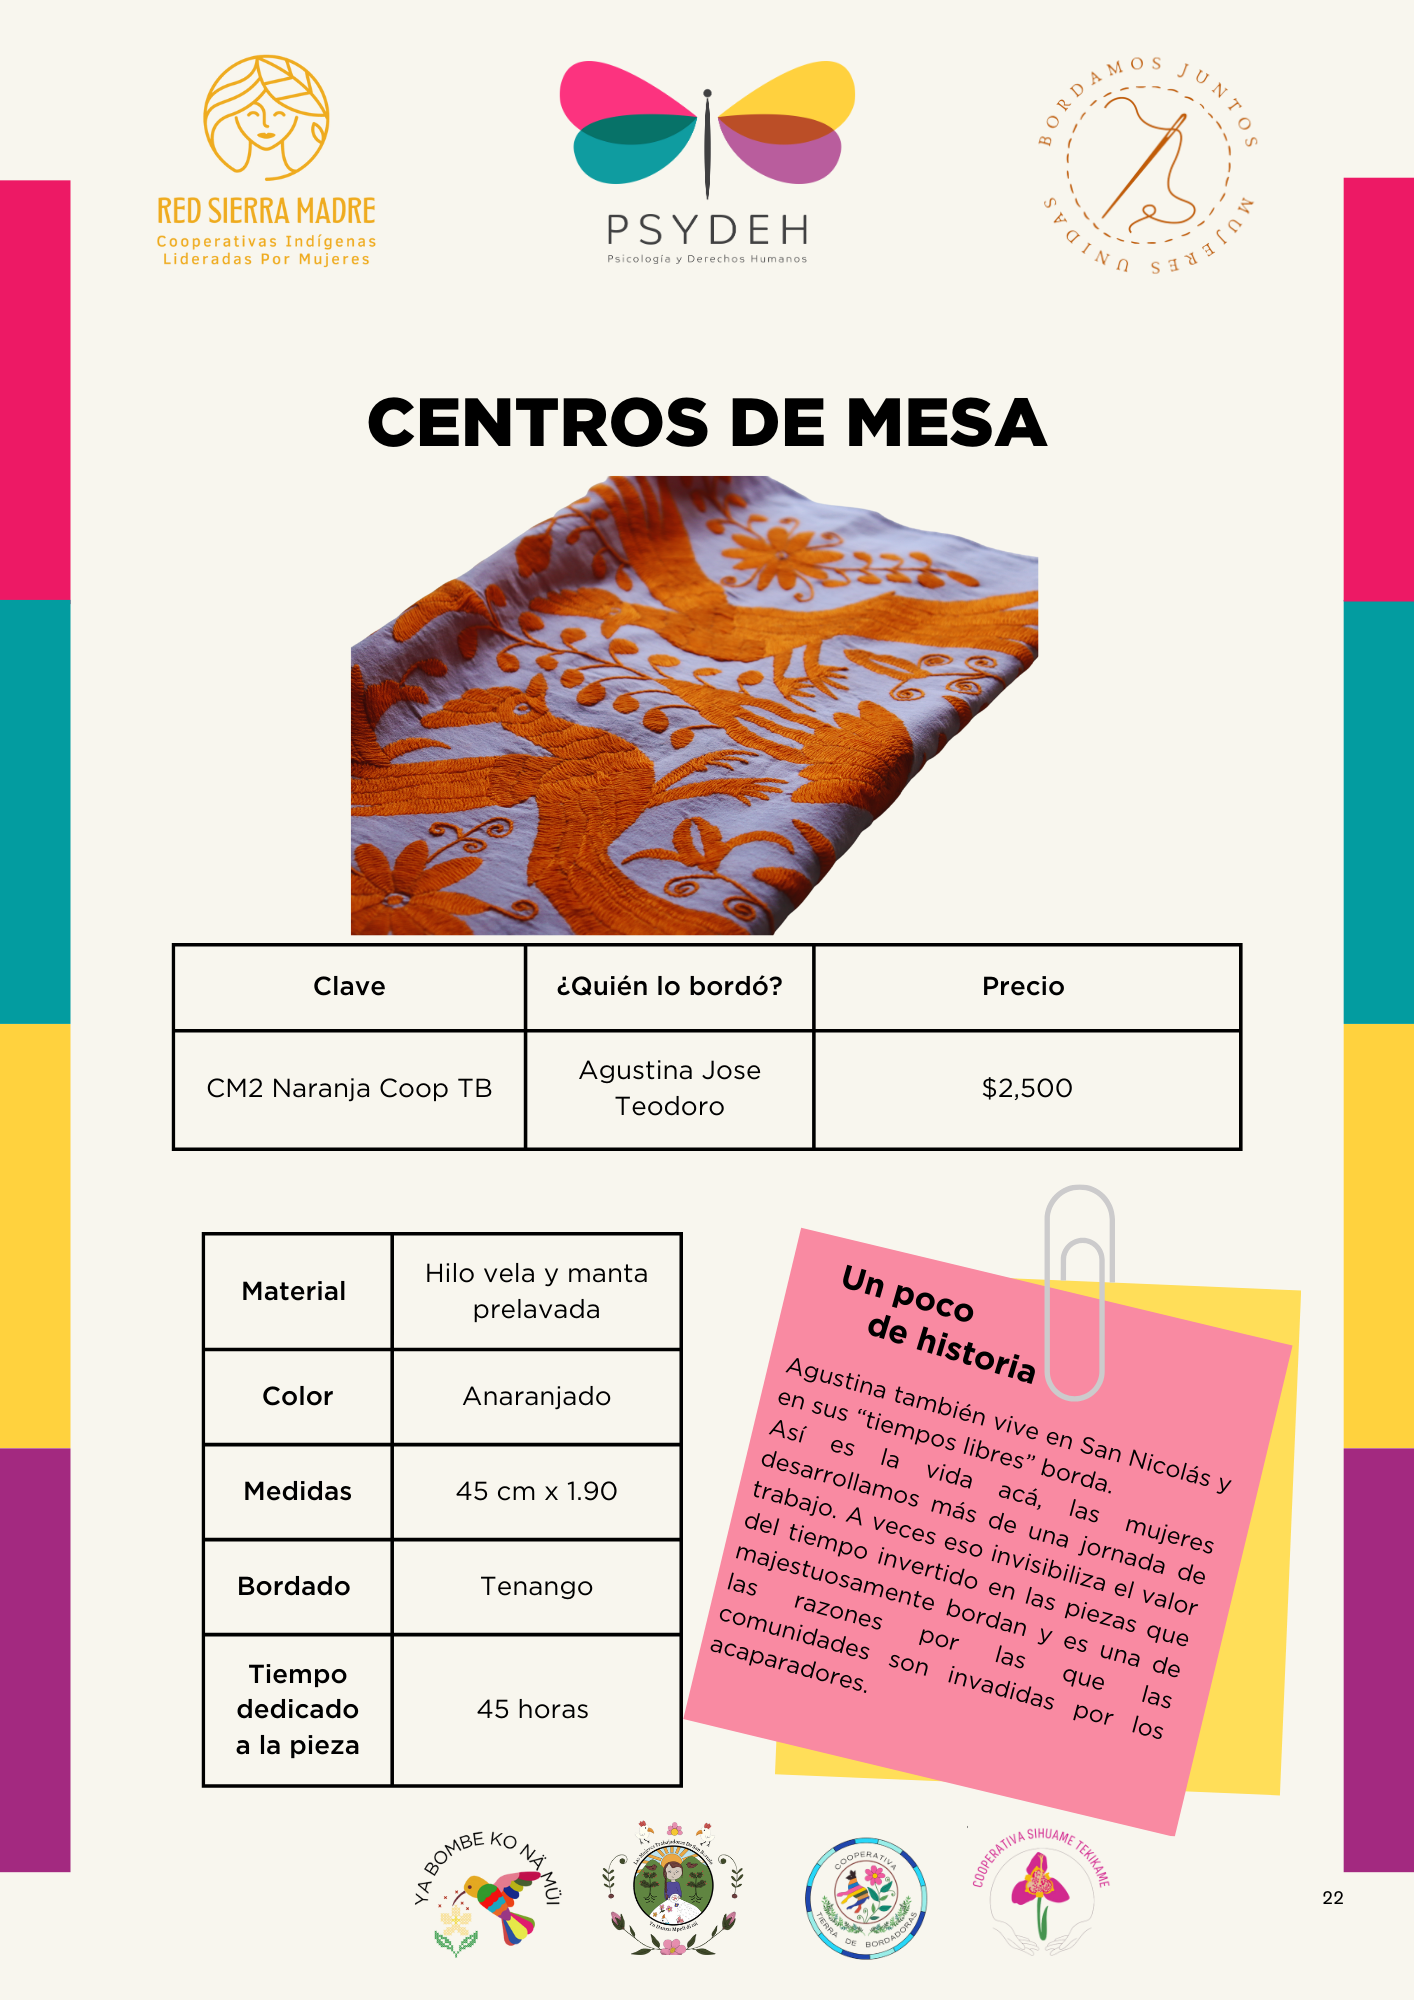 RED SIERRA MADRE
Cooperativas Indígenas
Lideradas Por Mujeres
PSYDEH
Psicología y Derechos Humanos
BORDAMOS JUNTOS
MUJERES UNIDAS
CENTROS DE MESA
Clave
¿Quién lo bordó?
Precio
CM2 Naranja Coop TB
Agustina Jose
Teodoro
$2,500
Material
Hilo vela y manta
prelavada
Color
Anaranjado
Medidas
45 cm x 1.90
Bordado
Tenango
Tiempo
dedicado
a la pieza
45 horas
Un poco
de historia
Agustina también vive en San Nicolás y
en sus “tiempos libres” borda.
Así es la vida acá, las mujeres
desarrollamos más de una jornada de
trabajo. A veces eso invisibiliza el valor
del tiempo invertido en las piezas que
majestuosamente bordan y es una de
las razones por las que las
comunidades son invadidas por los
acaparadores.
YA BOMBE KO NÄ MÜI
COOPERATIVA
TIERRA DE BORDADORAS
COOPERATIVA SIHUAME TEKIKAME
22